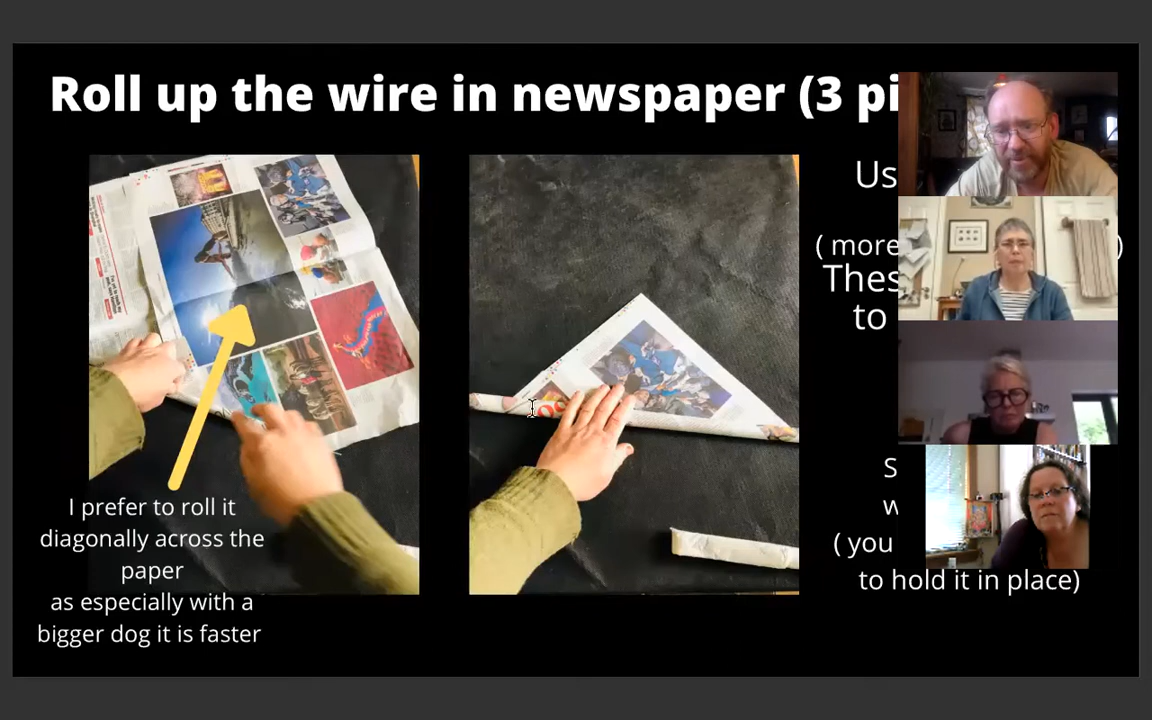 Roll up the wire in newspaper (3 pi
Us
( more )
Thes
to
I prefer to roll it
diagonally across the
paper
as especially with a
bigger dog it is faster
S
w
( you
to hold it in place)